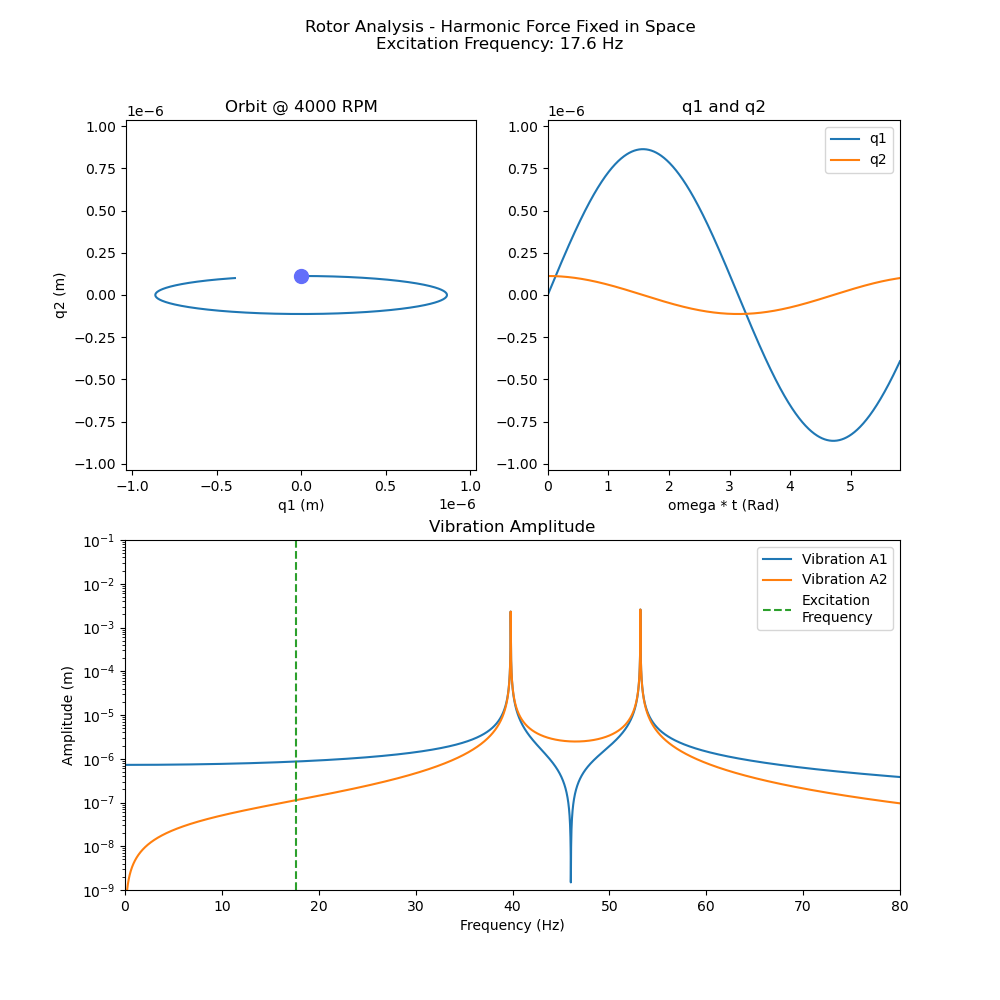 Rotor Analysis - Harmonic Force Fixed in Space
Excitation Frequency: 17.6 Hz
Orbit @ 4000 RPM
1e−6
1.00
0.75
0.50
0.25
0.00
−0.25
−0.50
−0.75
−1.00
q2 (m)
−1.0 −0.5 0.0 0.5 1.0
1e−6
q1 (m)
q1 and q2
1e−6
q1
q2
1.00
0.75
0.50
0.25
0.00
−0.25
−0.50
−0.75
−1.00
0 1 2 3 4 5
omega * t (Rad)
Vibration Amplitude
Vibration A1
Vibration A2
Excitation
Frequency
10−1
10−2
10−3
10−4
10−5
10−6
10−7
10−8
10−9
Amplitude (m)
0 10 20 30 40 50 60 70 80
Frequency (Hz)